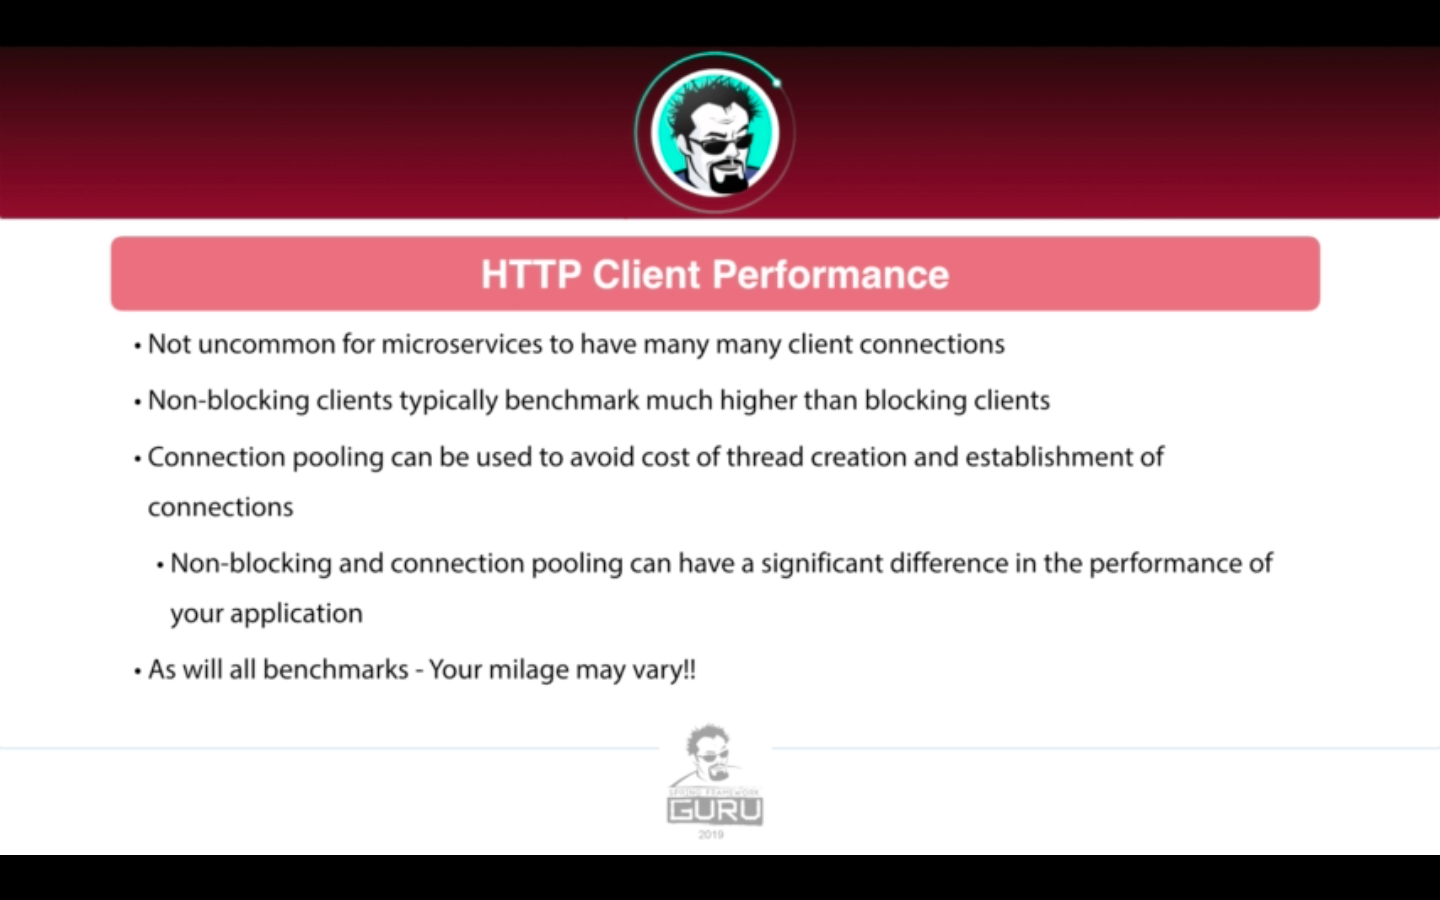 HTTP Client Performance
• Not uncommon for microservices to have many many client connections
• Non-blocking clients typically benchmark much higher than blocking clients
• Connection pooling can be used to avoid cost of thread creation and establishment of
connections
• Non-blocking and connection pooling can have a significant difference in the performance of
your application
• As will all benchmarks - Your milage may vary!!
SPRING FRAMEWORK
GURU
2019